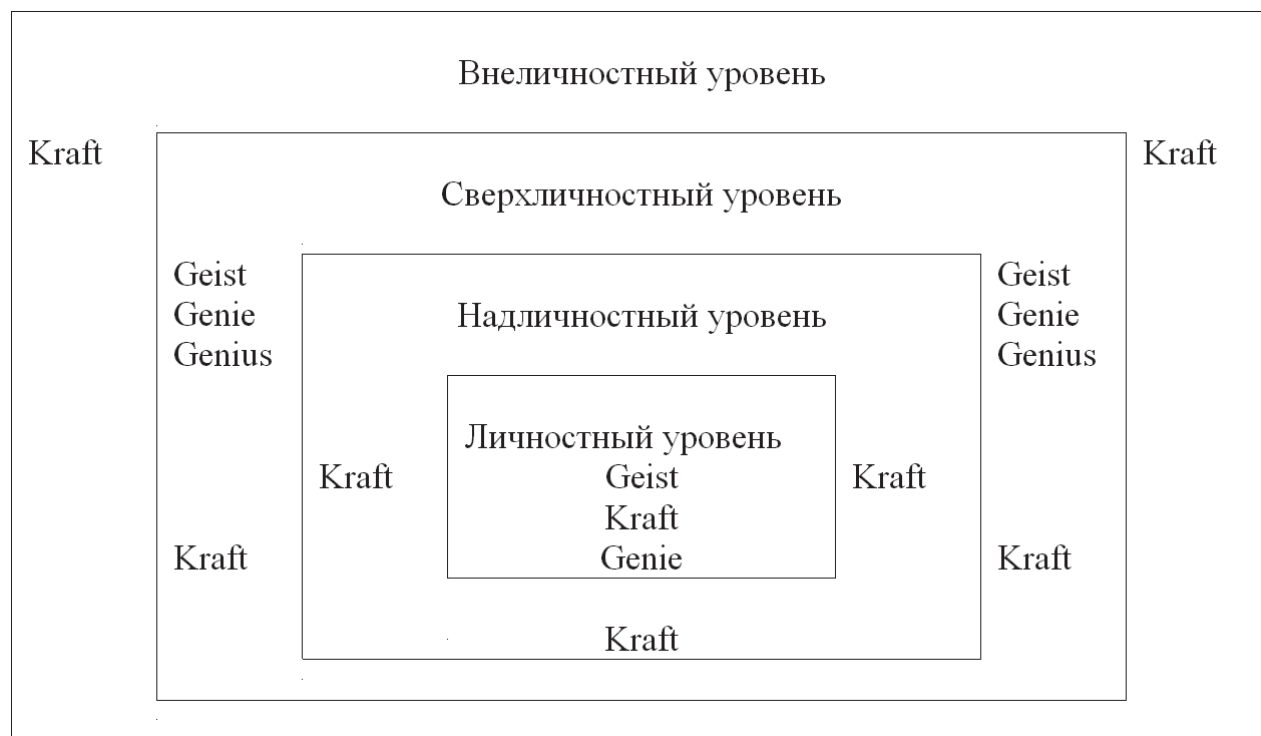 Внеличностный уровень
Kraft Kraft
Сверхличностный уровень
Geist Geist
Genie Надличностный уровень Genie
Genius Genius
Личностный уровень
Kraft Geist Kraft
Kraft
Kraft Genie Kraft
Kraft